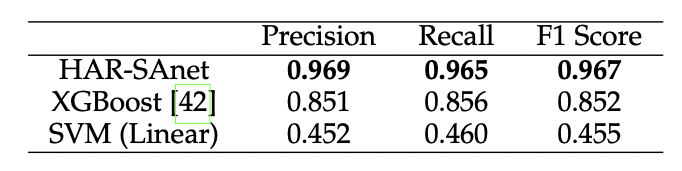 Precision Recall F1 Score
HAR-SAnet 0.969 0.965 0.967
XGBoost [42] 0.851 0.856 0.852
SVM (Linear) 0.452 0.460 0.455